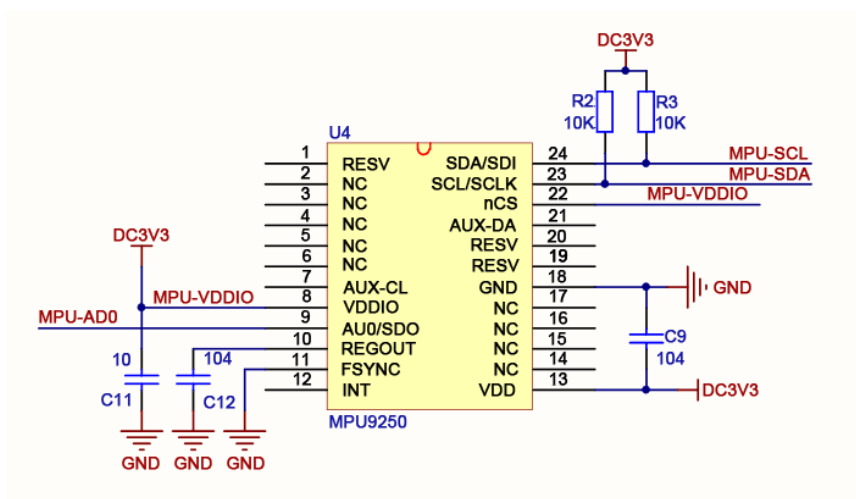 DC3V3
R2
R3
10K
10K
U4
1
RESV
SDA/SDI
24
MPU-SCL
2
NC
SCL/SCLK
23
MPU-SDA
3
NC
nCS
22
MPU-VDDIO
4
NC
AUX-DA
21
5
NC
RESV
20
6
NC
RESV
19
DC3V3
7
AUX-CL
GND
18
GND
MPU-VDDIO
8
VDDIO
NC
17
MPU-AD0
9
AU0/SDO
NC
16
C9
10
REGOUT
NC
15
104
11
FSYNC
NC
14
12
INT
VDD
13
DC3V3
10
104
C11
C12
MPU9250
GND
GND
GND